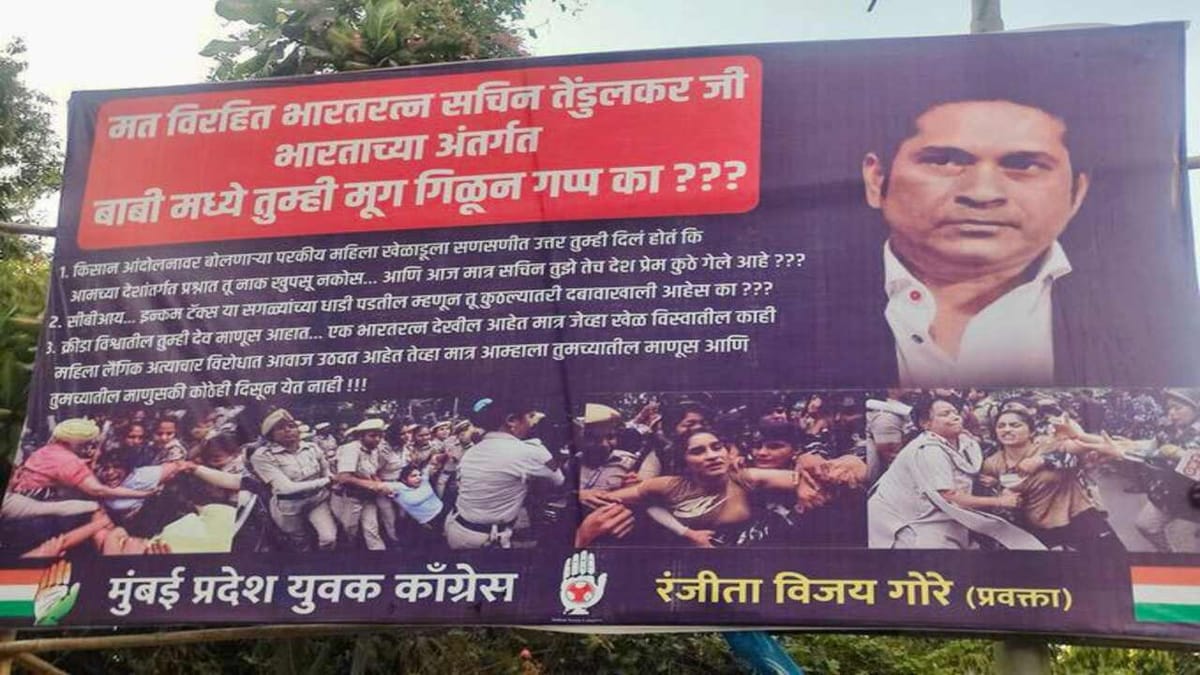 मत विरहित भारतरत्न सचिन तेंडुलकर जी
भारताच्या अंतर्गत
बाबी मध्ये तुम्ही मूग गिळून गप्प का ???
1. किसान आंदोलनावर बोलणाऱ्या परकीय महिला खेळाडूला सणसणीत उत्तर तुम्ही दिलं होतं कि
आमच्या देशांतर्गत प्रश्नात तू नाक खुपसू नकोस... आणि आज मात्र सचिन तुझे तेच देश प्रेम कुठे गेले आहे ???
2. सीबीआय... इन्कम टॅक्स या सगळ्यांच्या धाडी पडतील म्हणून तू कुठल्यातरी दबावाखाली आहेस का ???
3. क्रीडा विश्वातील तुम्ही देव माणूस आहात... एक भारतरत्न देखील आहेत मात्र जेव्हा खेळ विस्वातील काही
महिला लैंगिक अत्याचार विरोधात आवाज उठवत आहेत तेव्हा मात्र आम्हाला तुमच्यातील माणूस आणि
तुमच्यातील माणुसकी कोठेही दिसून येत नाही !!!
मुंबई प्रदेश युवक काँग्रेस
रंजीता विजय गोरे (प्रवक्ता)